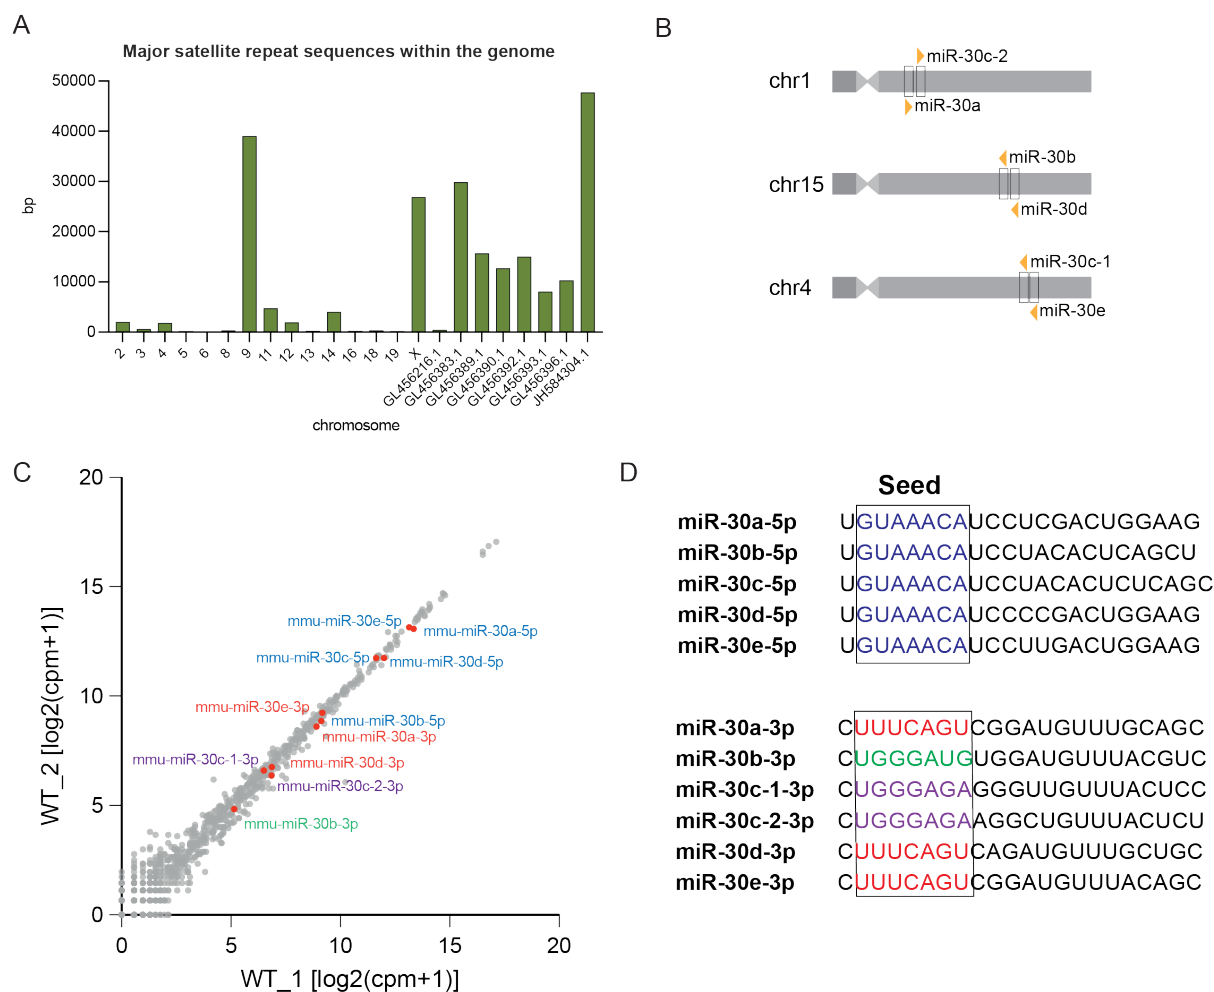 A
Major satellite repeat sequences within the genome
50000
40000
30000
20000
10000
0
bp
2
3
4
5
6
8
9
11
12
13
14
16
18
19
X
GL456216.1
GL456383.1
GL456389.1
GL456390.1
GL456392.1
GL456393.1
GL456396.1
JH584304.1
chromosome
B
miR-30c-2
chr1
miR-30a
miR-30b
chr15
miR-30d
miR-30c-1
chr4
miR-30e
C
20
15
10
5
0
WT_2 [log2(cpm+1)]
mmu-miR-30e-5p
mmu-miR-30a-5p
mmu-miR-30c-5p
mmu-miR-30d-5p
mmu-miR-30e-3p
mmu-miR-30b-5p
mmu-miR-30a-3p
mmu-miR-30c-1-3p
mmu-miR-30d-3p
mmu-miR-30c-2-3p
mmu-miR-30b-3p
0 5 10 15 20
WT_1 [log2(cpm+1)]
D
Seed
miR-30a-5p UGUAAACAUCCUCGACUGGAAG
miR-30b-5p UGUAAACAUCCUACACUCAGCU
miR-30c-5p UGUAAACAUCCUACACUCUCAGC
miR-30d-5p UGUAAACAUCCCCGACUGGAAG
miR-30e-5p UGUAAACAUCCUUGACUGGAAG
miR-30a-3p CUUUCAGUCGGAUGUUUGCAGC
miR-30b-3p CUGGGAUGUGGAUGUUUACGUC
miR-30c-1-3p CUGGGAGAGGGUUGUUUACUCC
miR-30c-2-3p CUGGGAGAAGGCUGUUUACUCU
miR-30d-3p CUUUCAGUCAGAUGUUUGCUGC
miR-30e-3p CUUUCAGUCGGAUGUUUACAGC